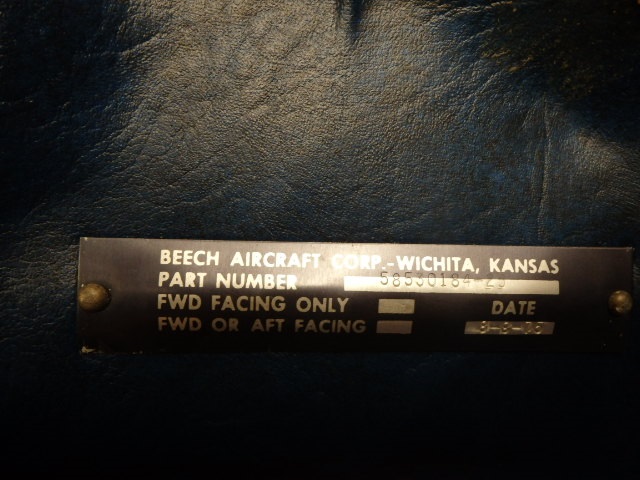 BEECH AIRCRAFT CORP.-WICHITA, KANSAS
PART NUMBER
FWD FACING ONLY DATE
FWD OR AFT FACING